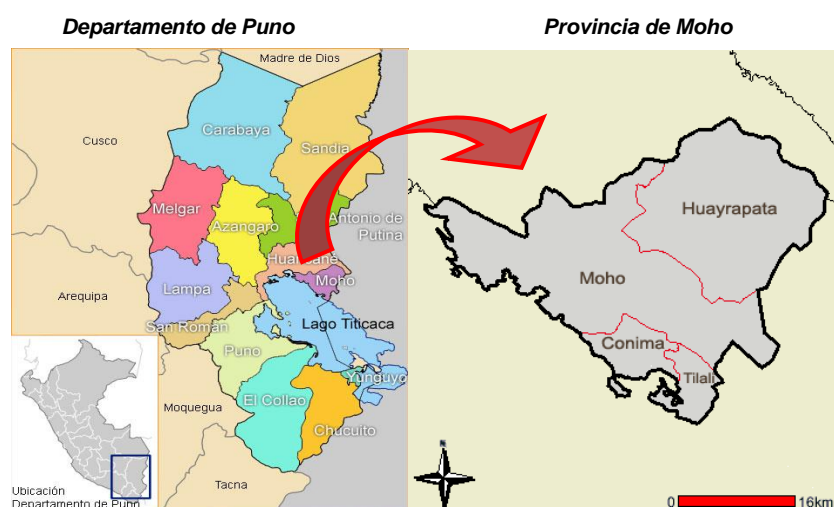 Departamento de Puno
Provincia de Moho
Madre de Dios
Cusco
Carabaya
Sandia
Melgar
Azangaro
Antonio de
Putina
Huancane
Moho
Lampa
Arequipa
San Roman
Lago Titicaca
Puno
Yunguyo
El Collao
Moquegua
Chucuito
Tacna
Ubicación
Departamento de Puno
Huayrapata
Moho
Conima
Tilali
N
0
16km